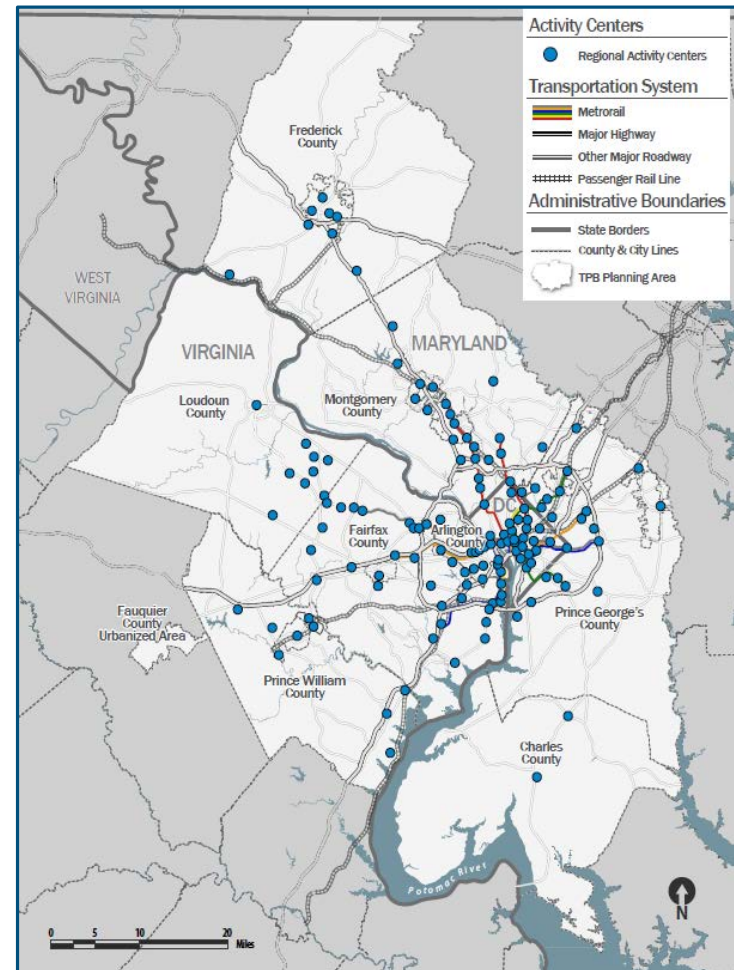 Activity Centers
Regional Activity Centers
Transportation System
Metrorail
Major Highway
Other Major Roadway
Passenger Rail Line
Administrative Boundaries
State Borders
County & City Lines
TPB Planning Area
Frederick
County
WEST
VIRGINIA
VIRGINIA
MARYLAND
Loudoun
County
Montgomery
County
DC
Fairfax
County
Arlington
County
Fauquier
County
Urbanized Area
Prince George's
County
Prince William
County
Charles
County
Potomac River
N
0 5 10 20
Miles